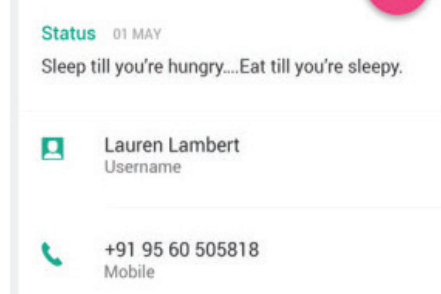 Status 01 MAY
Sleep till you're hungry....Eat till you're sleepy.
Lauren Lambert
Username
+91 95 60 505818
Mobile